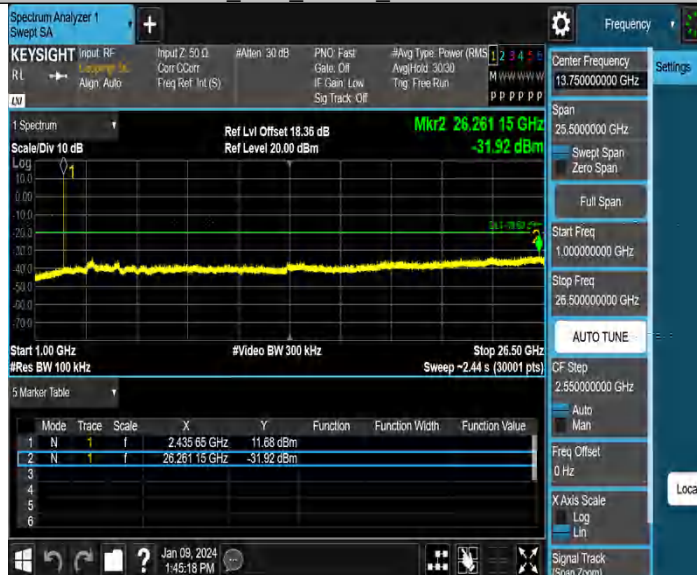 Spectrum Analyzer 1
Swept SA
+
Frequency
KEYSIGHT
RL
Input: RF
Align: Auto
Input Z: 50 Ω
Corr CCorr
Freq Ref: Int (S)
#Atten: 30 dB
PNO: Fast
Gate: Off
IF Gain: Low
Sig Track: Off
#Avg Type: Power (RMS
Avg|Hold: 30/30
Trig: Free Run
1 2 3 4 5 6
M W W W W W
P P P P P P
LXI
1 Spectrum
Scale/Div 10 dB
Ref Lvl Offset 18.36 dB
Ref Level 20.00 dBm
Mkr2 26.261 15 GHz
-31.92 dBm
Log
10.0
0.00
-10.0
-20.0
-30.0
-40.0
-50.0
-60.0
-70.0
1
2
Start 1.00 GHz
#Res BW 100 kHz
#Video BW 300 kHz
Stop 26.50 GHz
Sweep ~2.44 s (30001 pts)
5 Marker Table
Mode Trace Scale X Y Function Function Width Function Value
1 N 1 f 2.435 65 GHz 11.68 dBm
2 N 1 f 26.261 15 GHz -31.92 dBm
3
4
5
6
?
Jan 09, 2024
1:45:18 PM
Center Frequency
13.750000000 GHz
Span
25.5000000 GHz
Swept Span
Zero Span
Full Span
Start Freq
1.000000000 GHz
Stop Freq
26.500000000 GHz
AUTO TUNE
CF Step
2.550000000 GHz
Auto
Man
Freq Offset
0 Hz
X Axis Scale
Log
Lin
Signal Track
(Span Zoom)
Settings
Loca